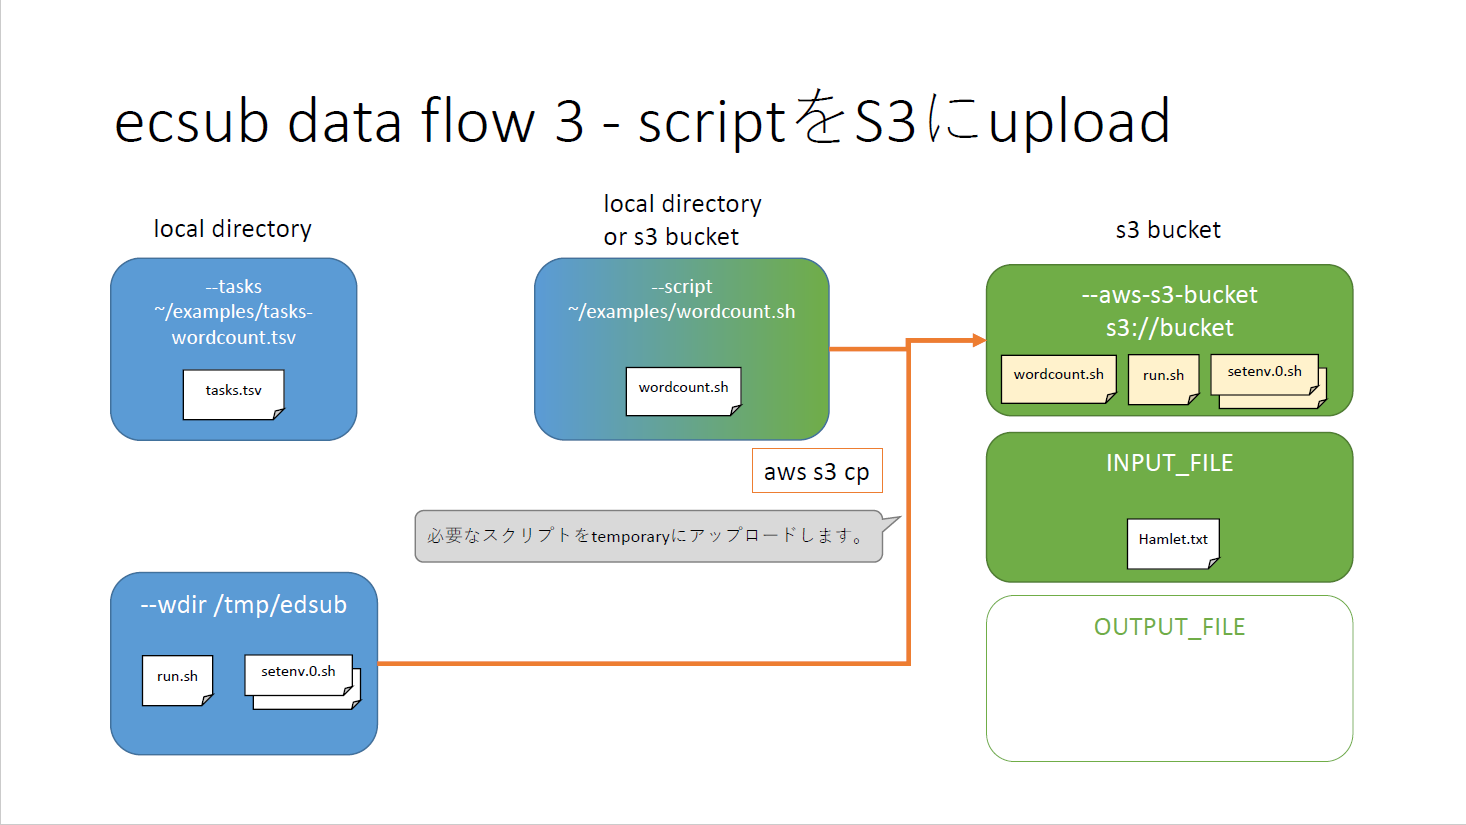 ecsub data flow 3 - scriptをS3にupload
local directory
--tasks
~/examples/tasks-
wordcount.tsv
tasks.tsv
local directory
or s3 bucket
--script
~/examples/wordcount.sh
wordcount.sh
s3 bucket
--aws-s3-bucket
s3://bucket
wordcount.sh
run.sh
setenv.0.sh
aws s3 cp
必要なスクリプトをtemporaryにアップロードします。
INPUT_FILE
Hamlet.txt
--wdir /tmp/edsub
run.sh
setenv.0.sh
OUTPUT_FILE